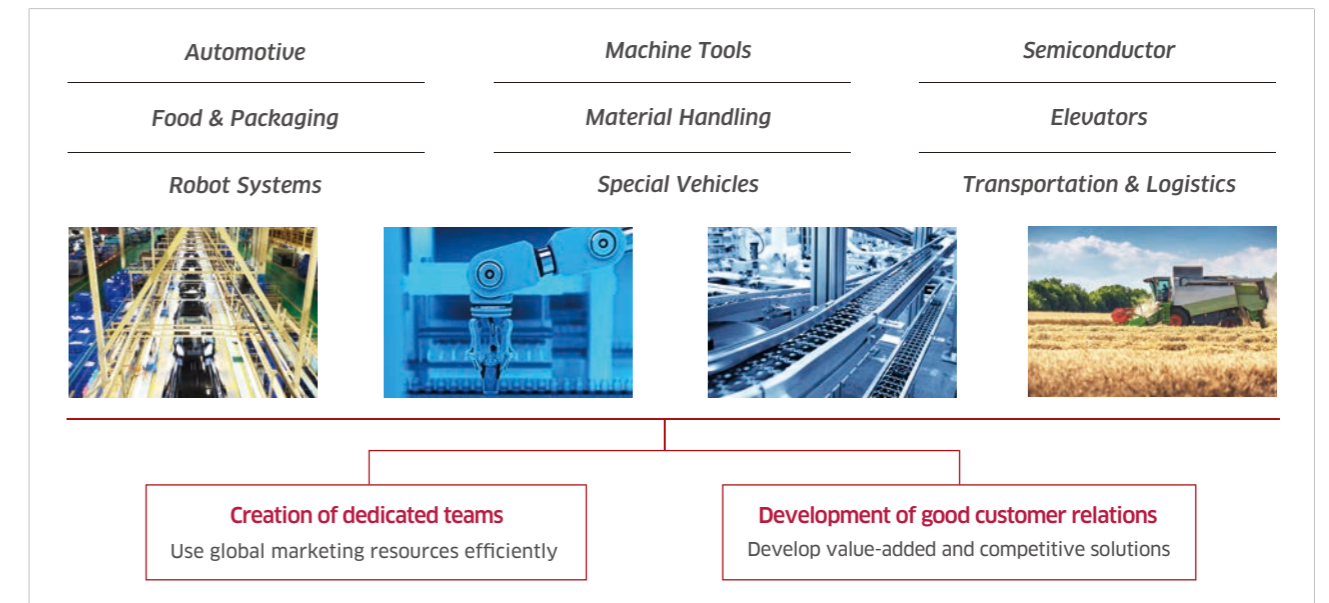 Automotive
Machine Tools
Semiconductor
Food & Packaging
Material Handling
Elevators
Robot Systems
Special Vehicles
Transportation & Logistics
Creation of dedicated teams
Use global marketing resources efficiently
Development of good customer relations
Develop value-added and competitive solutions